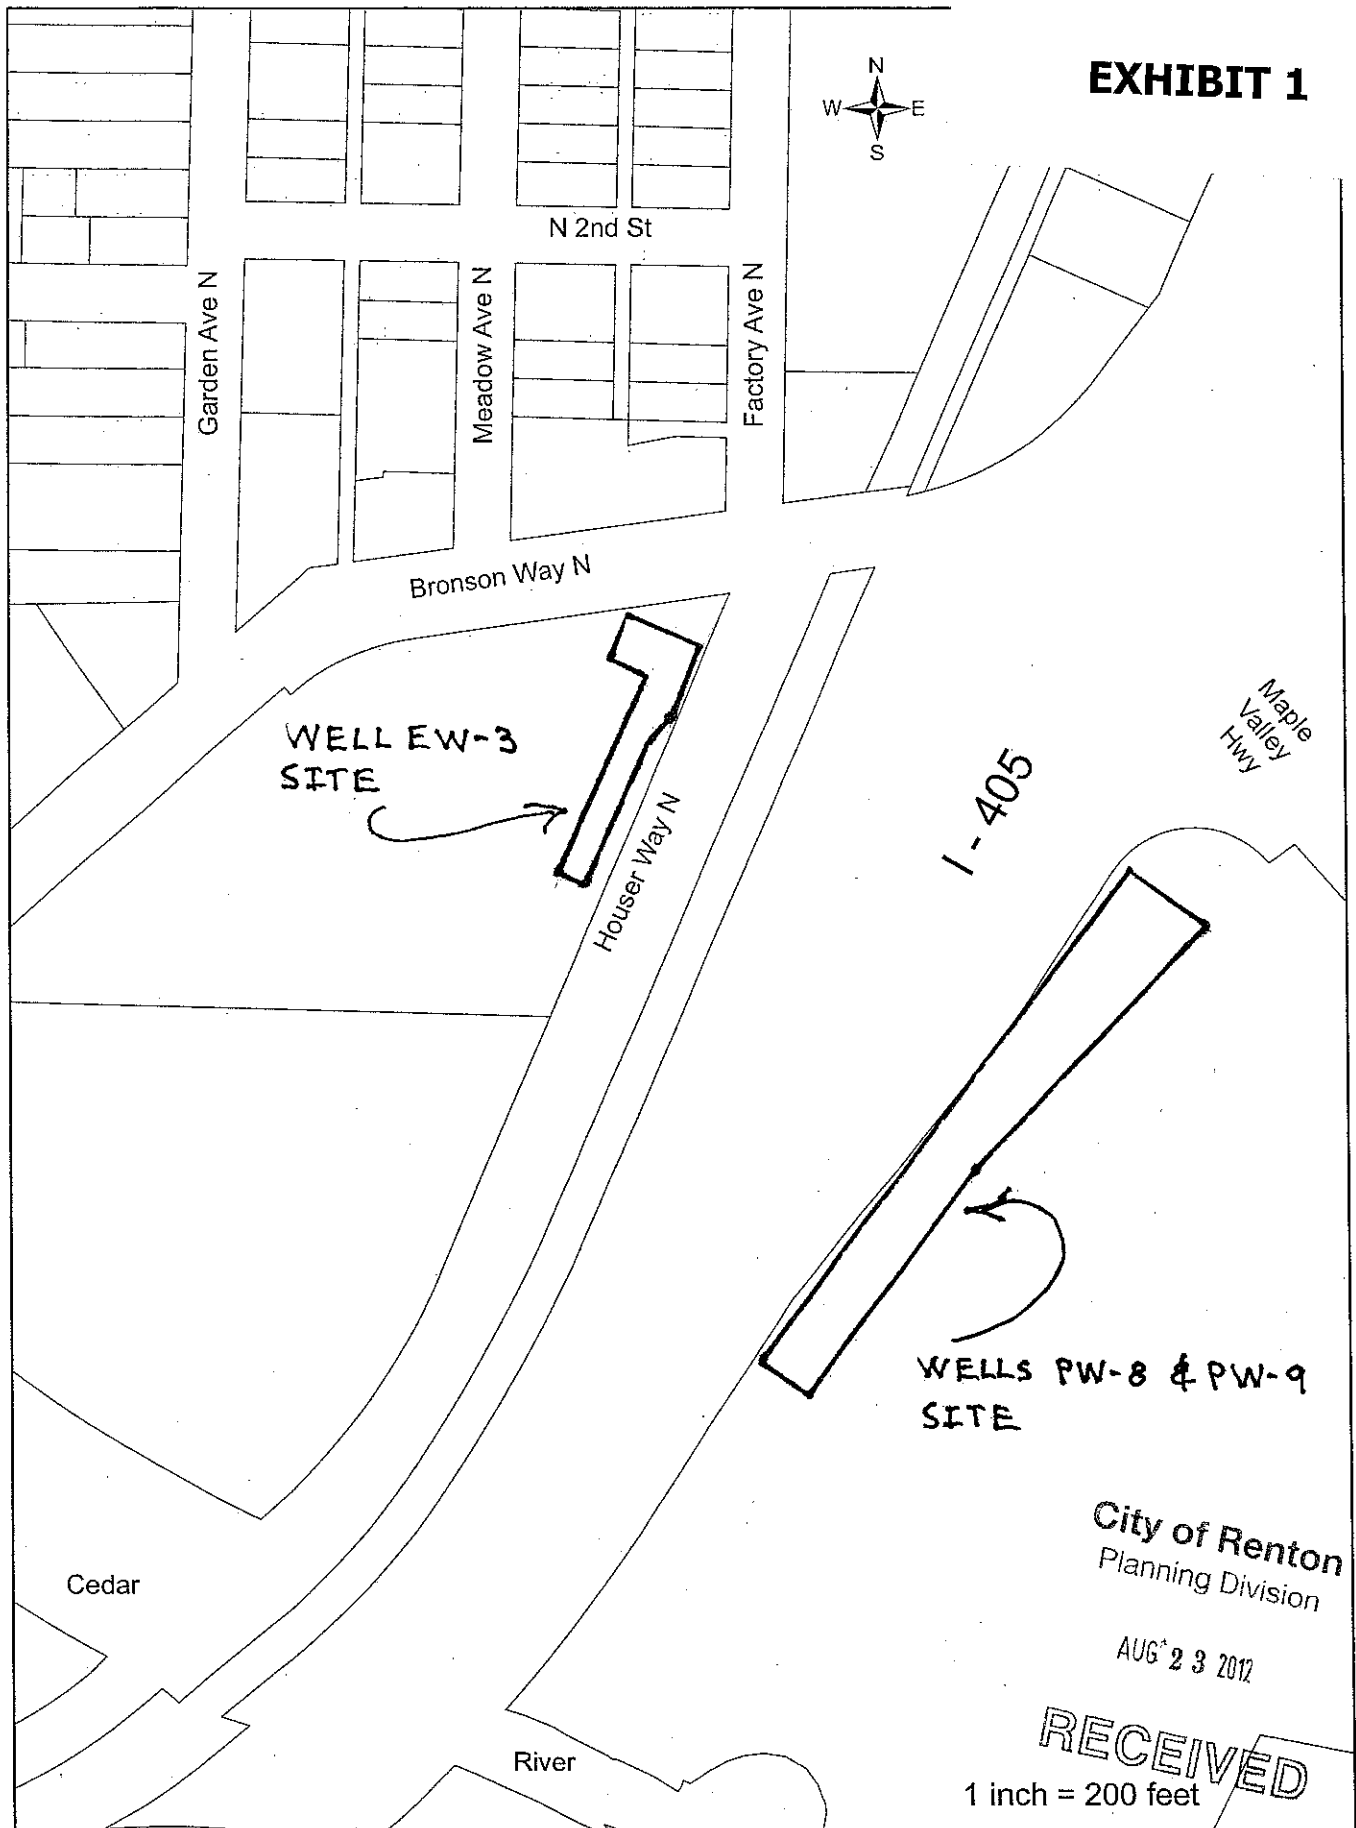 EXHIBIT 1
N
W E
S
N 2nd St
Garden Ave N
Meadow Ave N
Factory Ave N
Bronson Way N
WELL EW-3
SITE
Houser Way N
I - 405
Maple
Valley
Hwy
WELLS PW-8 & PW-9
SITE
City of Renton
Planning Division
AUG 23 2012
RECEIVED
Cedar
River
1 inch = 200 feet